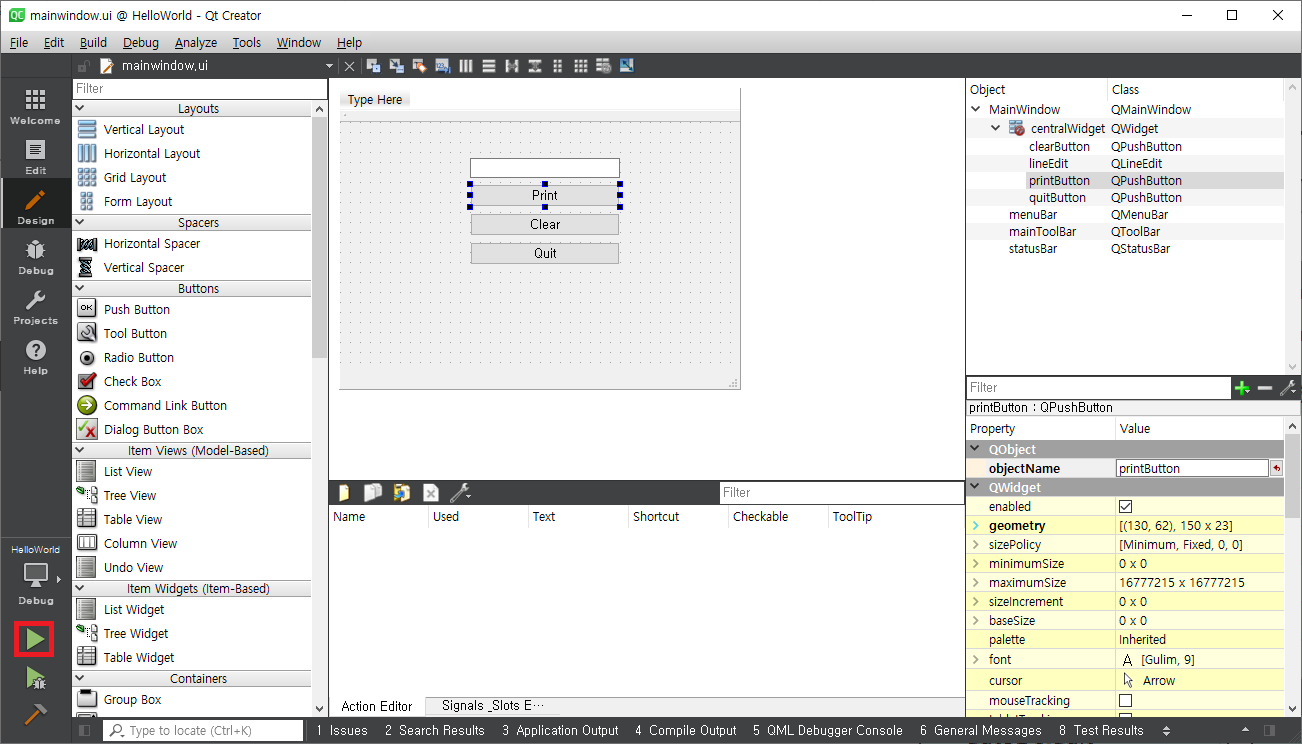 mainwindow.ui @ HelloWorld - Qt Creator
File Edit Build Debug Analyze Tools Window Help
mainwindow.ui
Welcome
Edit
Design
Debug
Projects
Help
HelloWorld
Debug
Filter
Layouts
Vertical Layout
Horizontal Layout
Grid Layout
Form Layout
Spacers
Horizontal Spacer
Vertical Spacer
Buttons
OK Push Button
Tool Button
Radio Button
Check Box
Command Link Button
Dialog Button Box
Item Views (Model-Based)
List View
Tree View
Table View
Column View
Undo View
Item Widgets (Item-Based)
List Widget
Tree Widget
Table Widget
Containers
Group Box
Type Here
Print
Clear
Quit
Filter
Name Used Text Shortcut Checkable ToolTip
Action Editor Signals _Slots E···
Object Class
MainWindow QMainWindow
centralWidget QWidget
clearButton QPushButton
lineEdit QLineEdit
printButton QPushButton
quitButton QPushButton
menuBar QMenuBar
mainToolBar QToolBar
statusBar QStatusBar
Filter
printButton : QPushButton
Property Value
QObject
objectName printButton
QWidget
enabled
geometry [(130, 62), 150 x 23]
sizePolicy [Minimum, Fixed, 0, 0]
minimumSize 0 x 0
maximumSize 16777215 x 16777215
sizeIncrement 0 x 0
baseSize 0 x 0
palette Inherited
font A [Gulim, 9]
cursor Arrow
mouseTracking
Type to locate (Ctrl+K) 1 Issues 2 Search Results 3 Application Output 4 Compile Output 5 QML Debugger Console 6 General Messages 8 Test Results